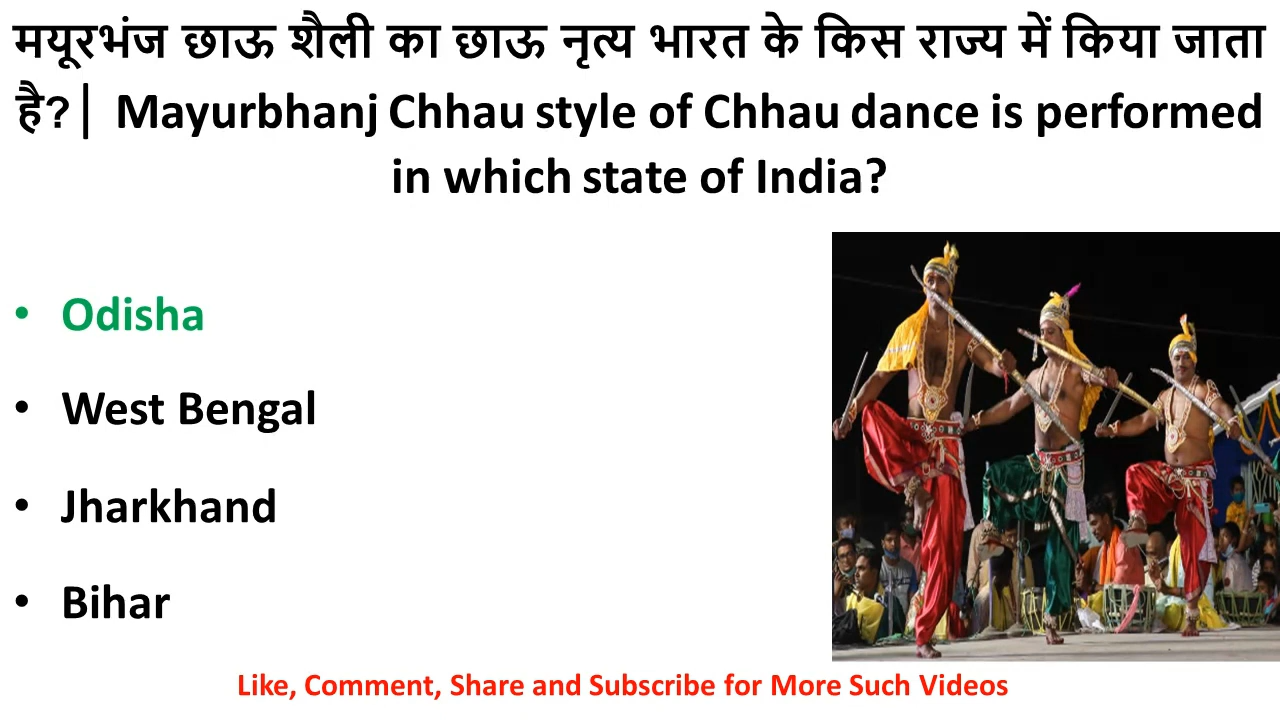 मयूरभंज छाऊ शैली का छाऊ नृत्य भारत के किस राज्य में किया जाता
है?| Mayurbhanj Chhau style of Chhau dance is performed
in which state of India?
• Odisha
• West Bengal
• Jharkhand
• Bihar
Like, Comment, Share and Subscribe for More Such Videos